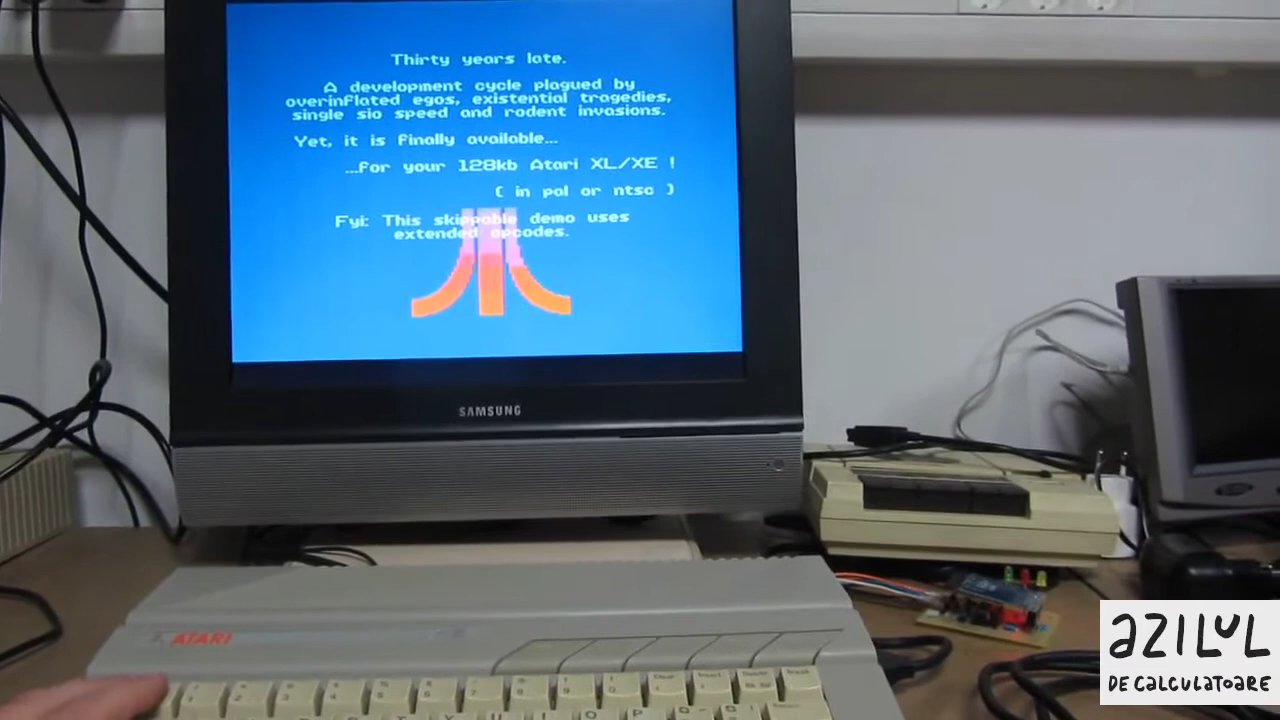 Thirty years late.
A development cycle plagued by
overinflated egos, existential tragedies,
single sio speed and rodent invasions.
Yet, it is finally available...
...for your 128kb Atari XL/XE !
( in pal or ntsc )
Fyi: This skippable demo uses
extended opcodes.
SAMSUNG
ATARI
AZILUL
DE CALCULATOARE